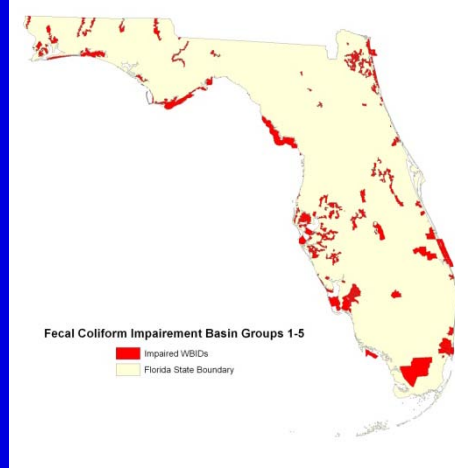 Fecal Coliform Impairement Basin Groups 1-5
Impaired WBIDs
Florida State Boundary